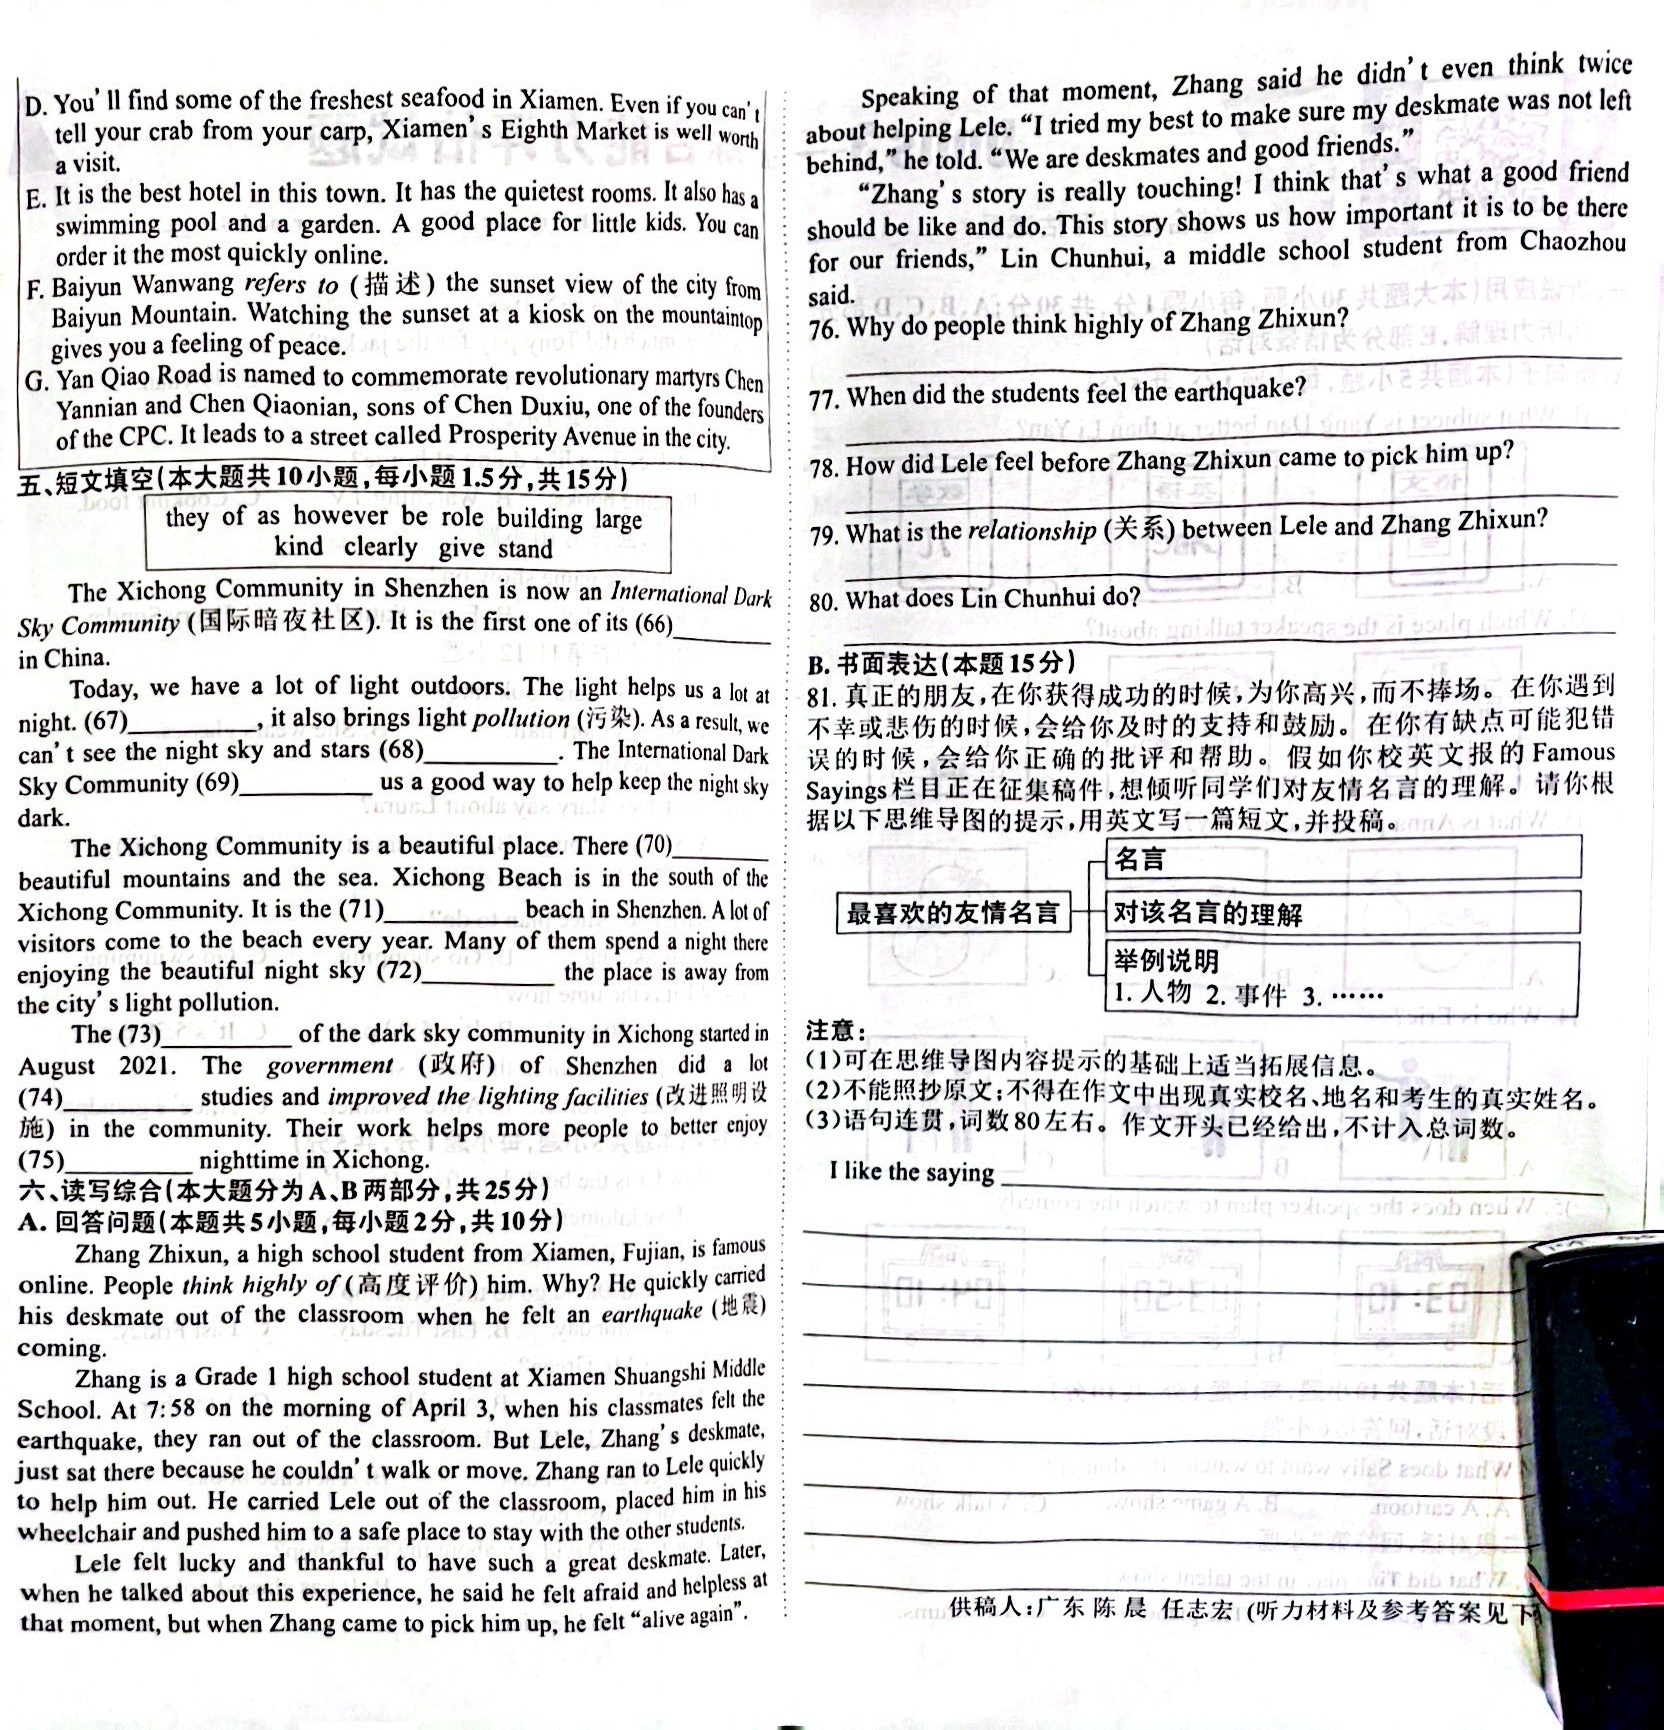 D. You'll find some of the freshest seafood in Xiamen. Even if you can't
tell your crab from your carp, Xiamen's Eighth Market is well worth
a visit.
E. It is the best hotel in this town. It has the quietest rooms. It also has a
swimming pool and a garden. A good place for little kids. You can
order it the most quickly online.
F. Baiyun Wanwang refers to (描述) the sunset view of the city from
Baiyun Mountain. Watching the sunset at a kiosk on the mountaintop
gives you a feeling of peace.
G. Yan Qiao Road is named to commemorate revolutionary martyrs Chen
Yannian and Chen Qiaonian, sons of Chen Duxiu, one of the founders
of the CPC. It leads to a street called Prosperity Avenue in the city.
五、短文填空(本大题共10小题,每小题1.5分,共15分)
they of as however be role building large
kind clearly give stand
The Xichong Community in Shenzhen is now an International Dark
Sky Community (国际暗夜社区). It is the first one of its (66)________
in China.
Today, we have a lot of light outdoors. The light helps us a lot at
night. (67)________, it also brings light pollution (污染). As a result, we
can't see the night sky and stars (68)________. The International Dark
Sky Community (69)________ us a good way to help keep the night sky
dark.
The Xichong Community is a beautiful place. There (70)________
beautiful mountains and the sea. Xichong Beach is in the south of the
Xichong Community. It is the (71)________ beach in Shenzhen. A lot of
visitors come to the beach every year. Many of them spend a night there
enjoying the beautiful night sky (72)________ the place is away from
the city's light pollution.
The (73)________ of the dark sky community in Xichong started in
August 2021. The government (政府) of Shenzhen did a lot
(74)________ studies and improved the lighting facilities (改进照明设
施) in the community. Their work helps more people to better enjoy
(75)________ nighttime in Xichong.
六、读写综合(本大题分为A、B两部分,共25分)
A. 回答问题(本题共5小题,每小题2分,共10分)
Zhang Zhixun, a high school student from Xiamen, Fujian, is famous
online. People think highly of (高度评价) him. Why? He quickly carried
his deskmate out of the classroom when he felt an earthquake (地震)
coming.
Zhang is a Grade 1 high school student at Xiamen Shuangshi Middle
School. At 7:58 on the morning of April 3, when his classmates felt the
earthquake, they ran out of the classroom. But Lele, Zhang's deskmate,
just sat there because he couldn't walk or move. Zhang ran to Lele quickly
to help him out. He carried Lele out of the classroom, placed him in his
wheelchair and pushed him to a safe place to stay with the other students.
Lele felt lucky and thankful to have such a great deskmate. Later,
when he talked about this experience, he said he felt afraid and helpless at
that moment, but when Zhang came to pick him up, he felt “alive again”.
Speaking of that moment, Zhang said he didn't even think twice
about helping Lele. “I tried my best to make sure my deskmate was not left
behind,” he told. “We are deskmates and good friends.”
“Zhang's story is really touching! I think that's what a good friend
should be like and do. This story shows us how important it is to be there
for our friends,” Lin Chunhui, a middle school student from Chaozhou
said.
76. Why do people think highly of Zhang Zhixun?
77. When did the students feel the earthquake?
78. How did Lele feel before Zhang Zhixun came to pick him up?
79. What is the relationship (关系) between Lele and Zhang Zhixun?
80. What does Lin Chunhui do?
B. 书面表达(本题15分)
81. 真正的朋友,在你获得成功的时候,为你高兴,而不捧场。在你遇到
不幸或悲伤的时候,会给你及时的支持和鼓励。在你有缺点可能犯错
误的时候,会给你正确的批评和帮助。假如你校英文报的Famous
Sayings栏目正在征集稿件,想倾听同学们对友情名言的理解。请你根
据以下思维导图的提示,用英文写一篇短文,并投稿。
名言
最喜欢的友情名言
对该名言的理解
举例说明
1. 人物 2. 事件 3. ……
注意:
(1)可在思维导图内容提示的基础上适当拓展信息。
(2)不能照抄原文;不得在作文中出现真实校名、地名和考生的真实姓名。
(3)语句连贯,词数80左右。作文开头已经给出,不计入总词数。
I like the saying ________
供稿人:广东 陈晨 任志宏 (听力材料及参考答案见下